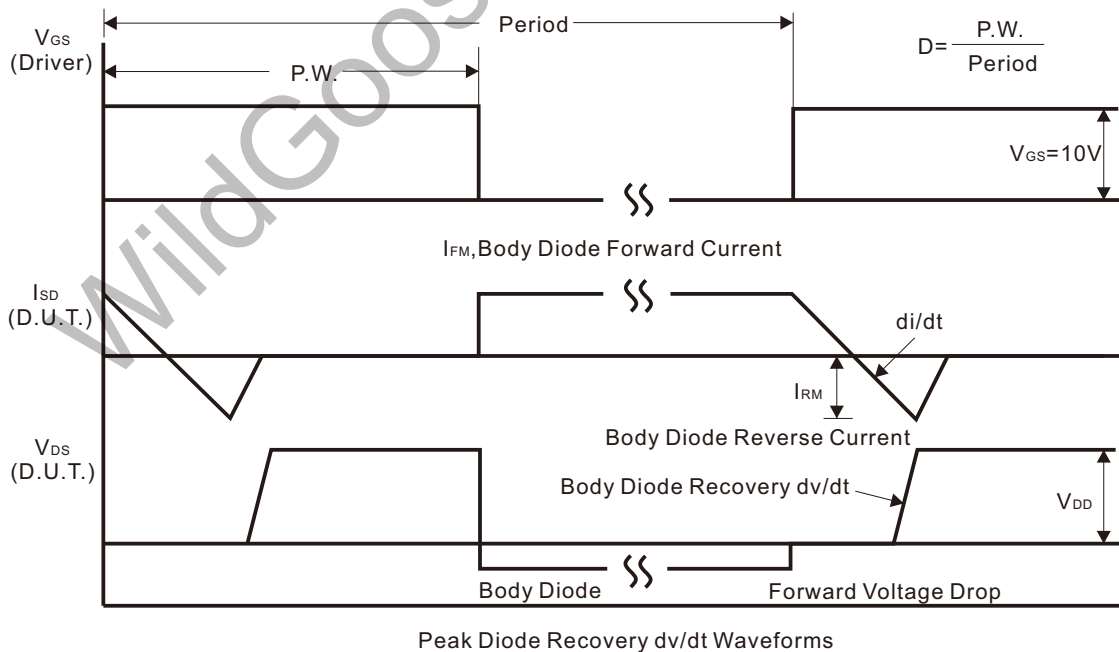 Period
VGS
(Driver)
P.W.
D= P.W.
Period
VGS=10V
IFM,Body Diode Forward Current
ISD
(D.U.T.)
di/dt
IRM
Body Diode Reverse Current
VDS
(D.U.T.)
Body Diode Recovery dv/dt
VDD
Body Diode
Forward Voltage Drop
Peak Diode Recovery dv/dt Waveforms
WildGoos